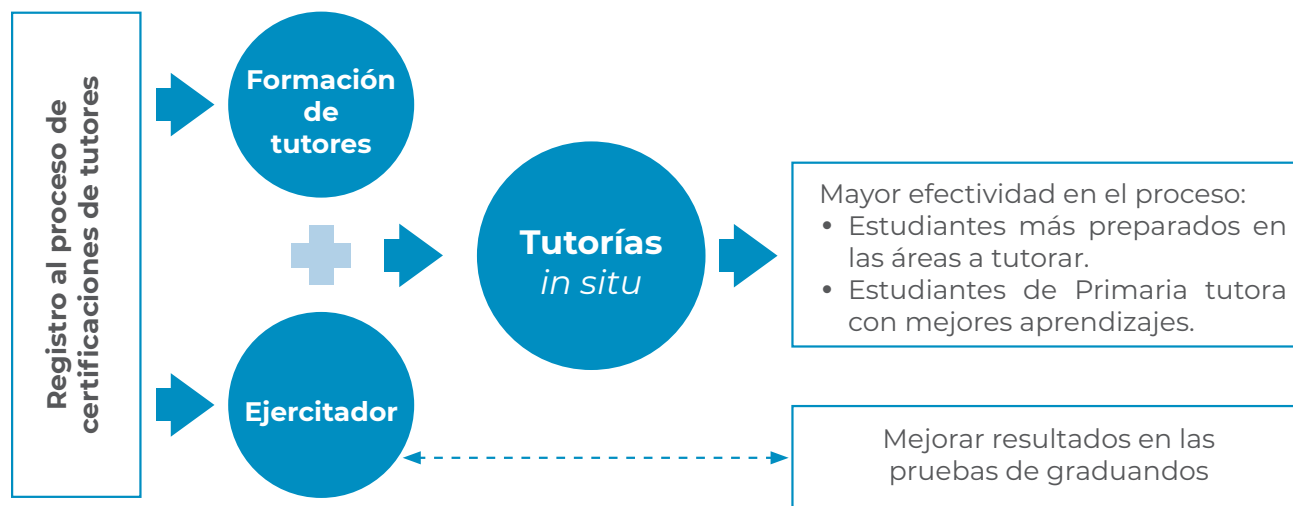 Registro al proceso de
certificaciones de tutores
Formación
de
tutores
Ejercitador
Tutorías
in situ
Mayor efectividad en el proceso:
• Estudiantes más preparados en
las áreas a tutorar.
• Estudiantes de Primaria tutora
con mejores aprendizajes.
Mejorar resultados en las
pruebas de graduandos